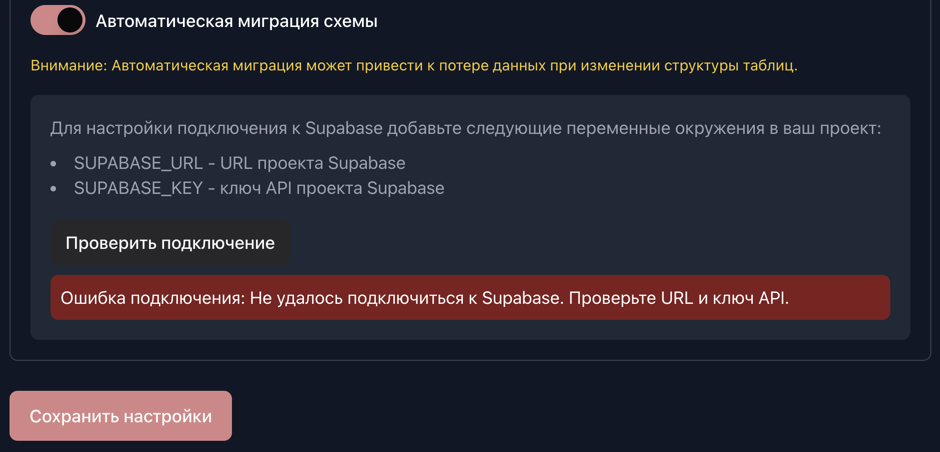 Автоматическая миграция схемы
Внимание: Автоматическая миграция может привести к потере данных при изменении структуры таблиц.
Для настройки подключения к Supabase добавьте следующие переменные окружения в ваш проект:
• SUPABASE_URL - URL проекта Supabase
• SUPABASE_KEY - ключ API проекта Supabase
Проверить подключение
Ошибка подключения: Не удалось подключиться к Supabase. Проверьте URL и ключ API.
Сохранить настройки